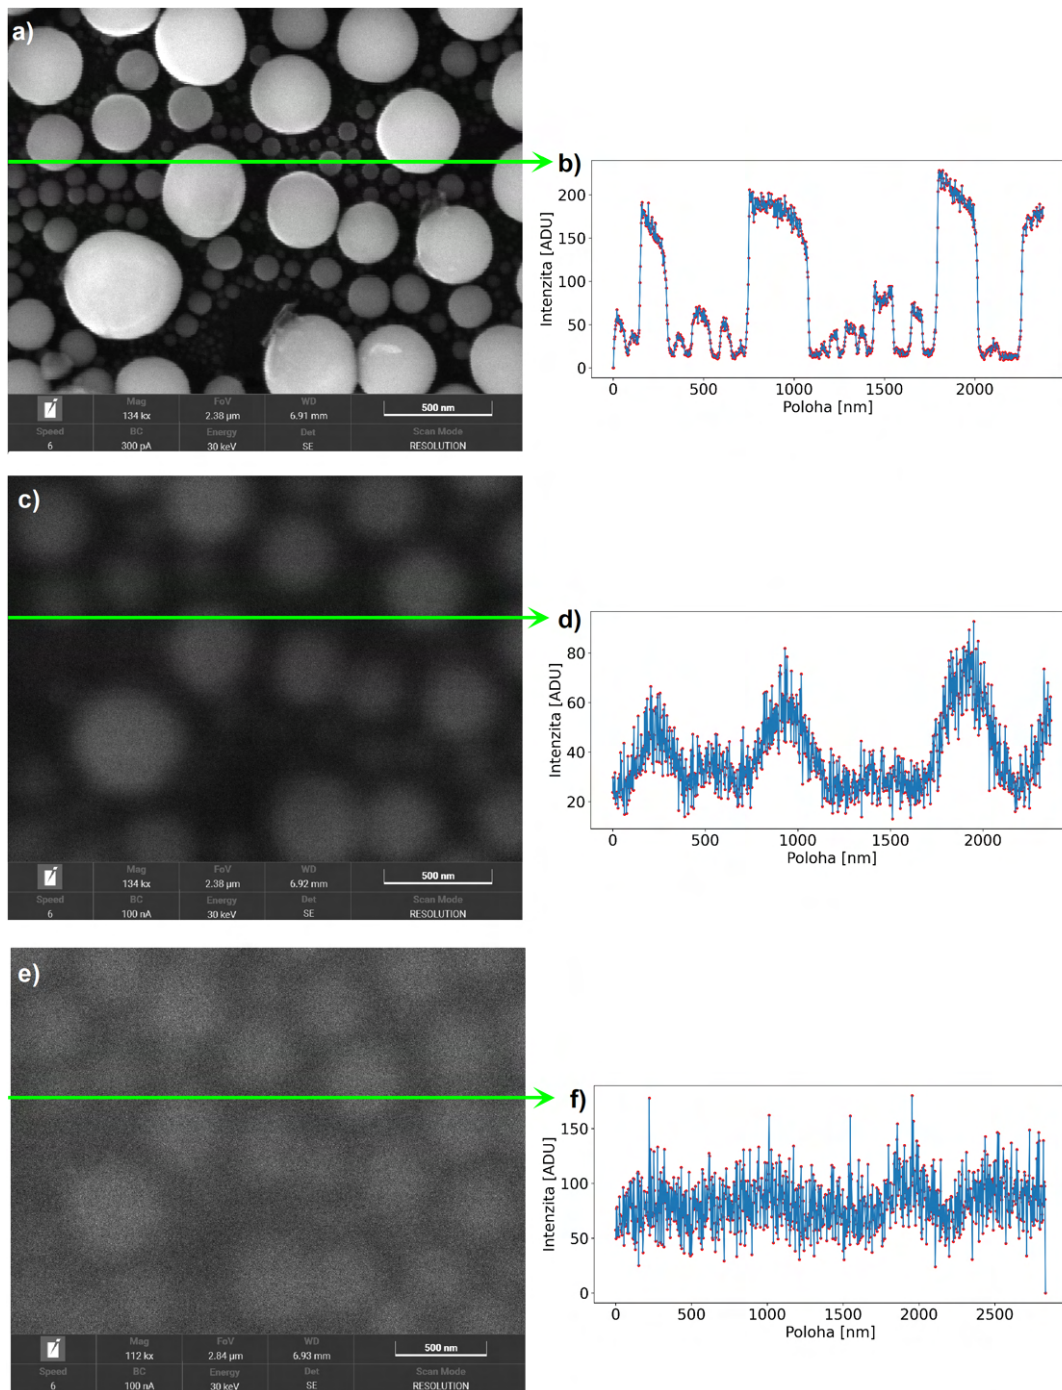 a)
Mag FoV WD
134 kx 2.38 µm 6.91 mm 500 nm
Speed BC Energy Det Scan Mode
6 300 pA 30 keV SE RESOLUTION
b)
Intenzita [ADU]
200
150
100
50
0
0 500 1000 1500 2000
Poloha [nm]
c)
Mag FoV WD
134 kx 2.38 µm 6.92 mm 500 nm
Speed BC Energy Det Scan Mode
6 100 nA 30 keV SE RESOLUTION
d)
Intenzita [ADU]
80
60
40
20
0 500 1000 1500 2000
Poloha [nm]
e)
Mag FoV WD
112 kx 2.84 µm 6.93 mm 500 nm
Speed BC Energy Det Scan Mode
6 100 nA 30 keV SE RESOLUTION
f)
Intenzita [ADU]
150
100
50
0
0 500 1000 1500 2000 2500
Poloha [nm]